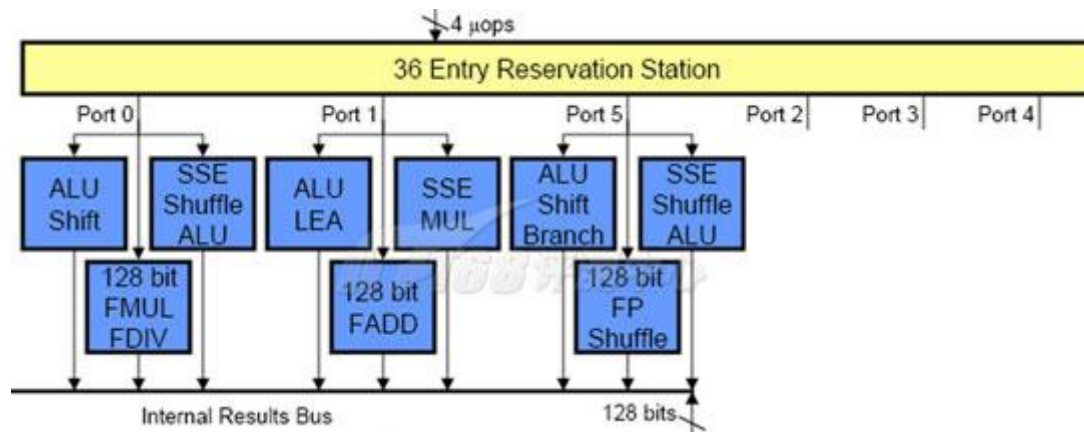 4 μops
36 Entry Reservation Station
Port 0
Port 1
Port 5
Port 2
Port 3
Port 4
ALU
Shift
SSE
Shuffle
ALU
ALU
LEA
SSE
MUL
ALU
Shift
Branch
SSE
Shuffle
ALU
128 bit
FMUL
FDIV
128 bit
FADD
128 bit
FP
Shuffle
Internal Results Bus
128 bits